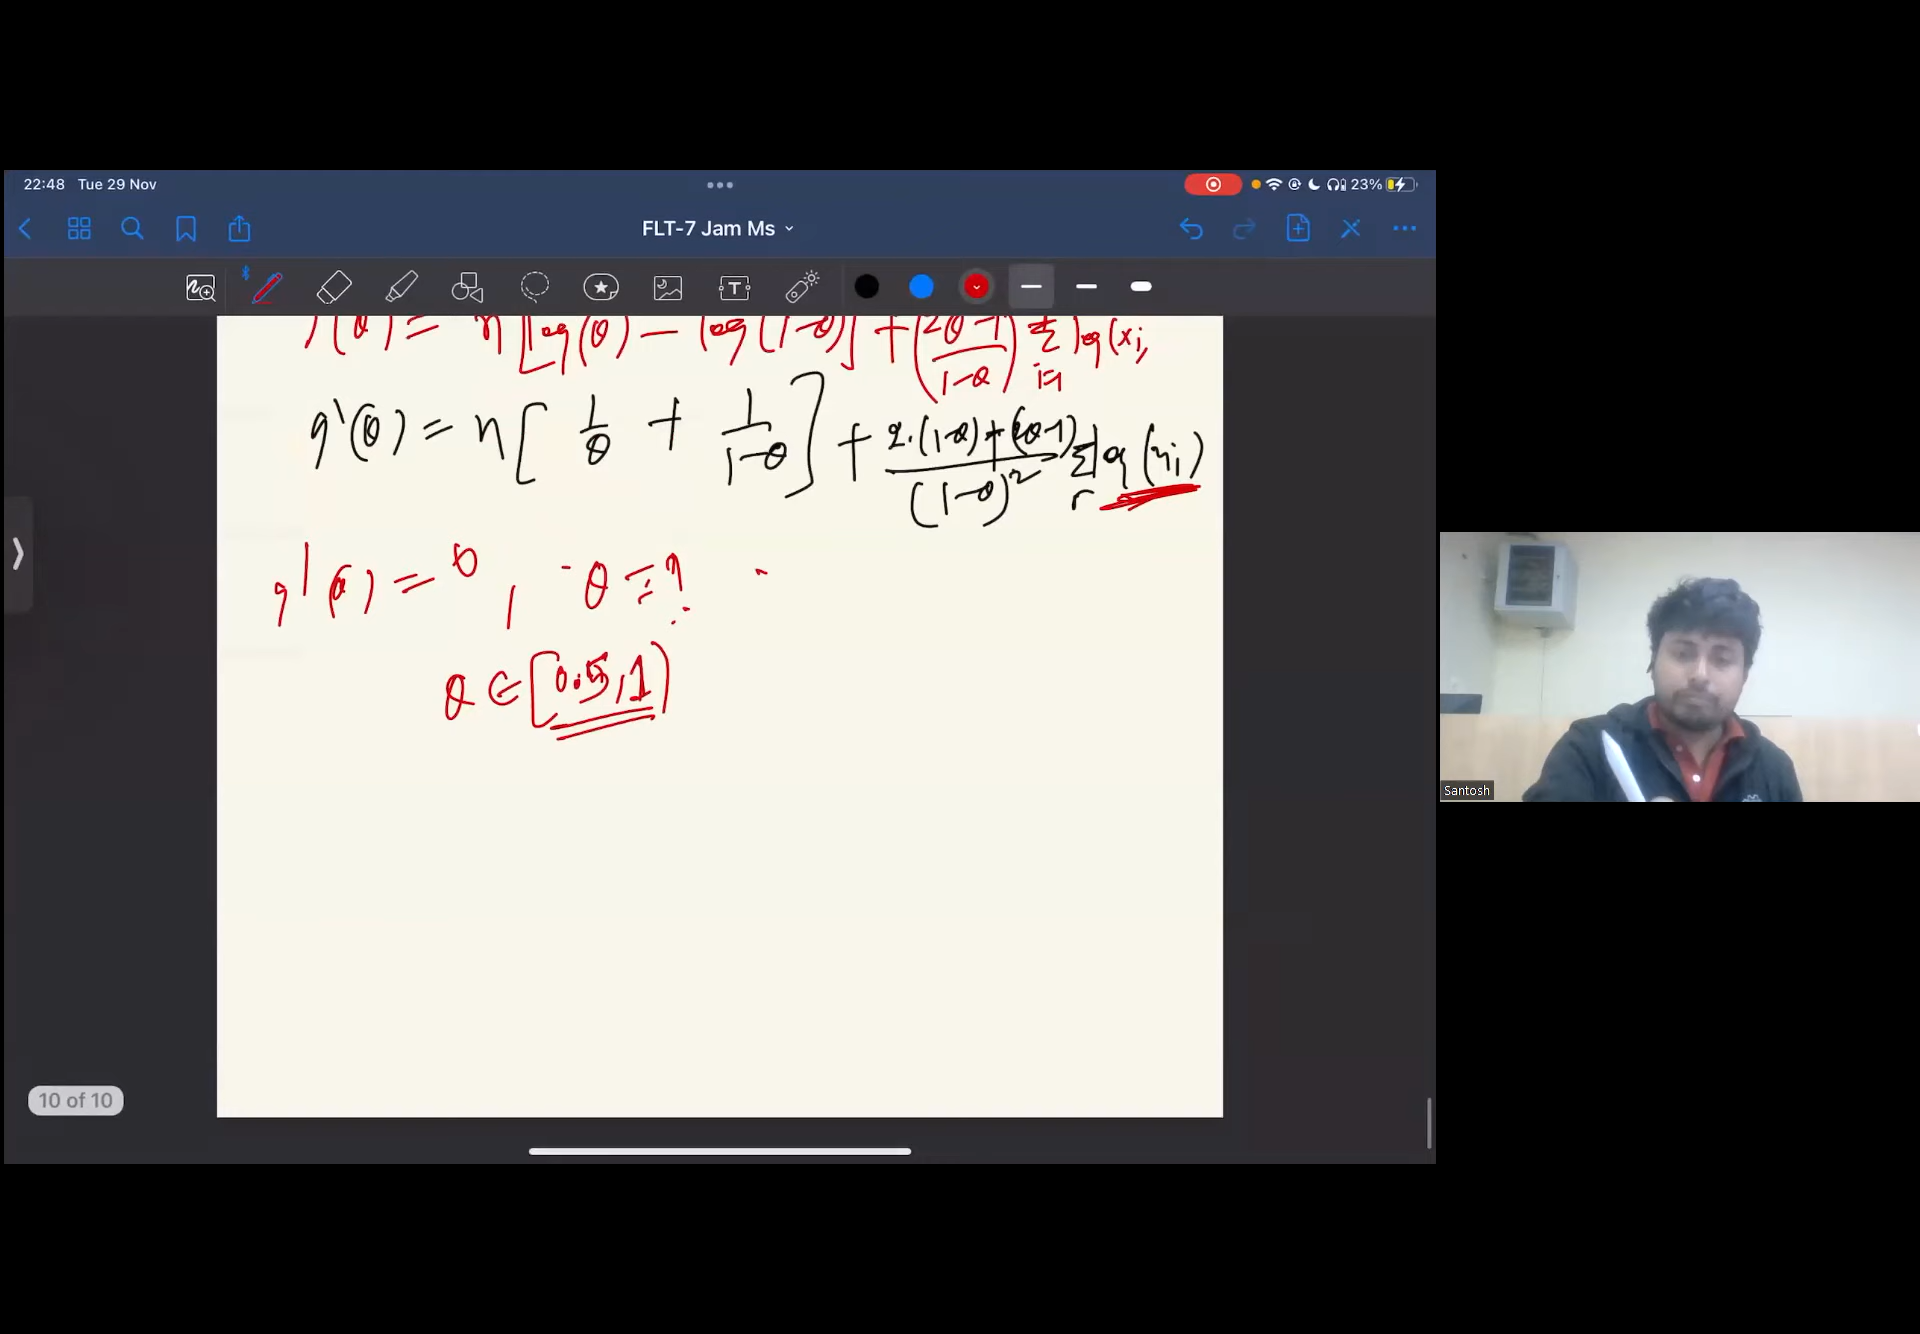 22:48 Tue 29 Nov
23%
FLT-7 Jam Ms
(θ) = n[log(θ) - log(1-θ)] + (2θ-1/1-θ) Σ i=1 log(xi,
g'(θ) = n[1/θ + 1/1-θ] + 2·(1-θ)+(2θ-1)/(1-θ)² Σ log(xi)
g'(θ) = 0, θ = ?
θ ∈ [0.5, 1)
Santosh
10 of 10